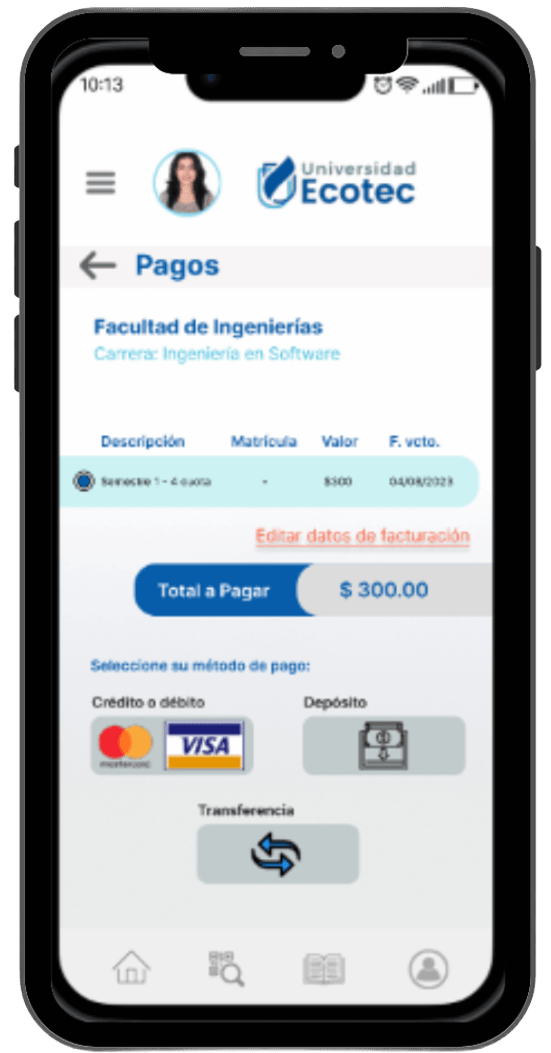 10:13
Universidad
Ecotec
Pagos
Facultad de Ingenierías
Carrera: Ingeniería en Software
Descripción Matrícula Valor F. vcto.
Semestre 1 - 4 cuota - $300 04/08/2023
Editar datos de facturación
Total a Pagar $ 300.00
Seleccione su método de pago:
Crédito o débito Depósito
mastercard VISA
Transferencia